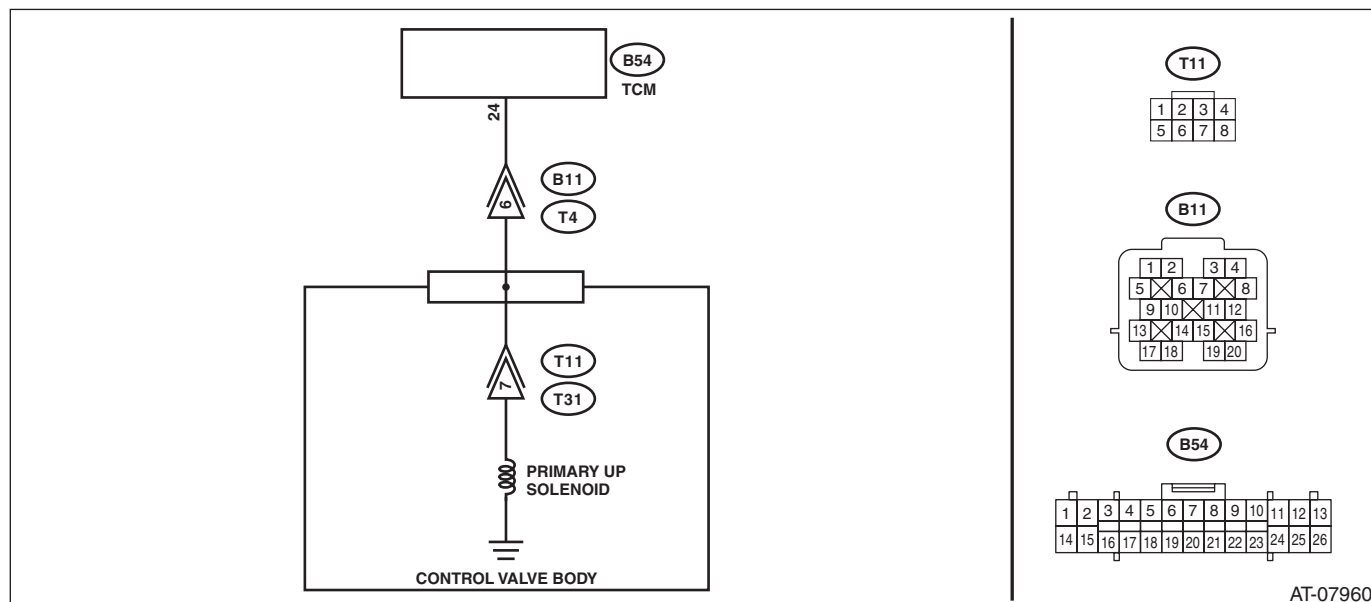 B54
TCM
24
B11
6
T4
T11
7
T31
PRIMARY UP
SOLENOID
CONTROL VALVE BODY
T11
1 2 3 4
5 6 7 8
B11
1 2 3 4
5 6 7 8
9 10 11 12
13 14 15 16
17 18 19 20
B54
1 2 3 4 5 6 7 8 9 10 11 12 13
14 15 16 17 18 19 20 21 22 23 24 25 26
AT-07960